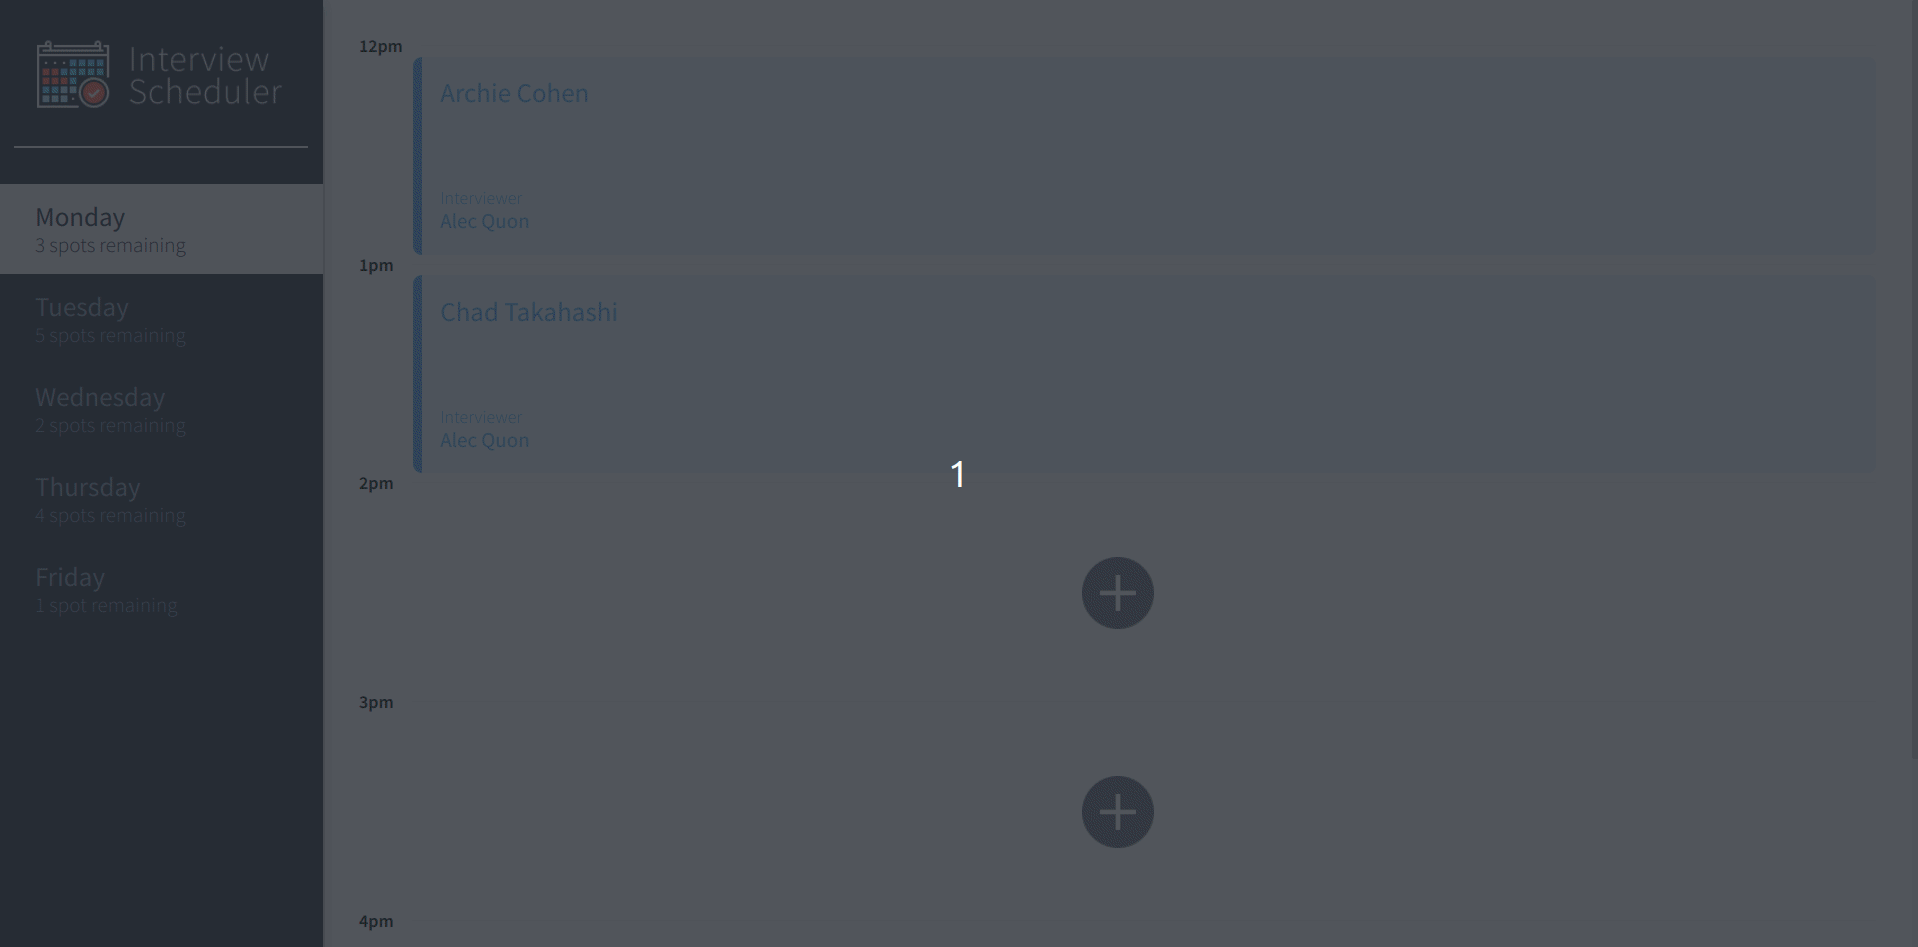 Interview
Scheduler
Monday
3 spots remaining
Tuesday
5 spots remaining
Wednesday
2 spots remaining
Thursday
4 spots remaining
Friday
1 spot remaining
12pm
Archie Cohen
Interviewer
Alec Quon
1pm
Chad Takahashi
Interviewer
Alec Quon
1
2pm
3pm
4pm